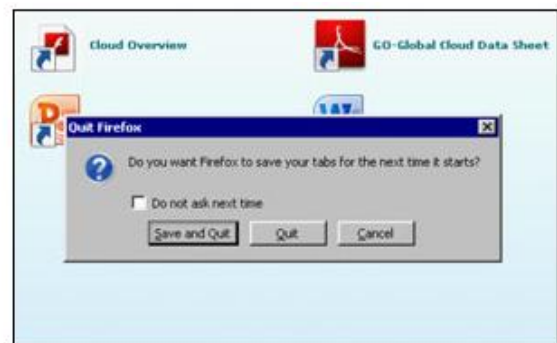 Cloud Overview
GO-Global Cloud Data Sheet
Quit Firefox
Do you want Firefox to save your tabs for the next time it starts?
Do not ask next time
Save and Quit
Quit
Cancel